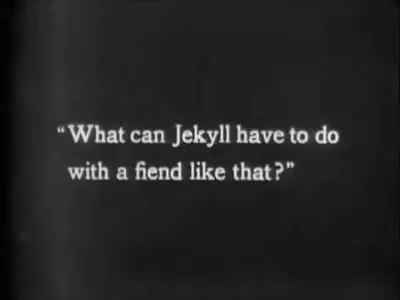 “What can Jekyll have to do
with a fiend like that?”